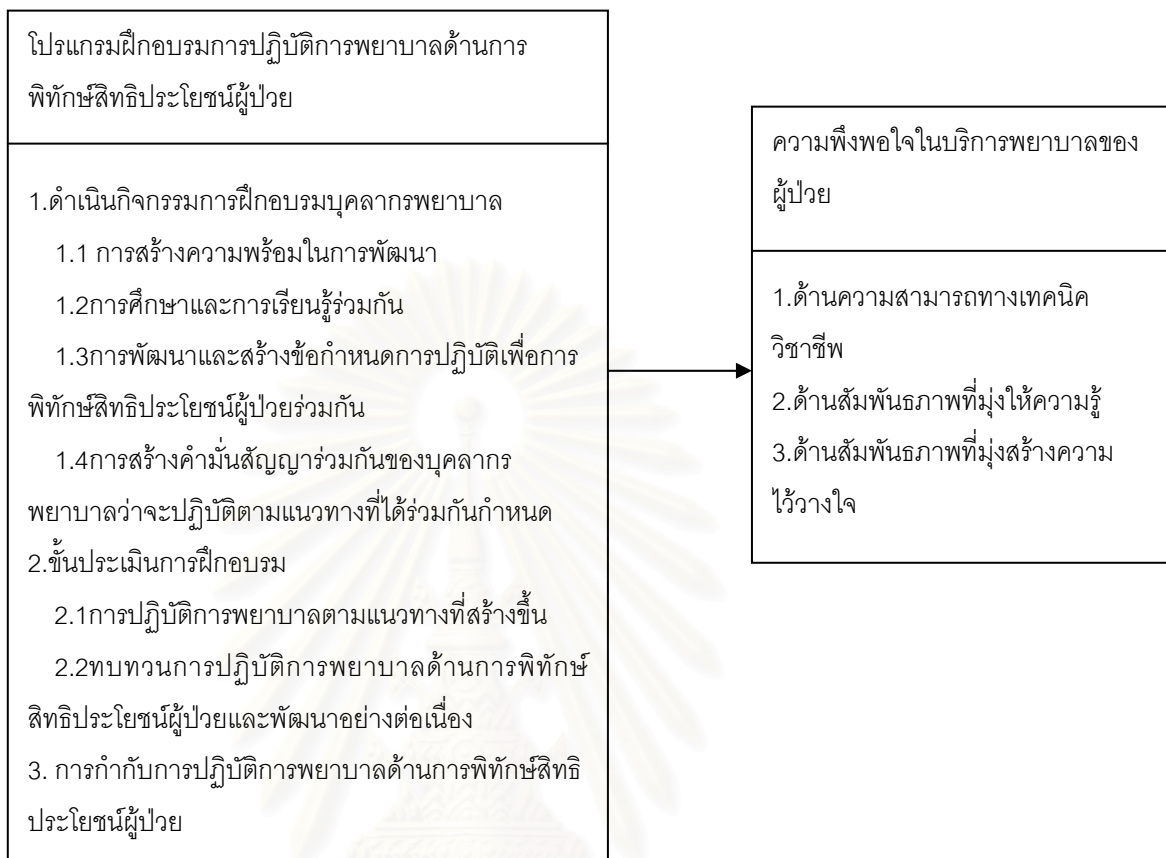 โปรแกรมฝึกอบรมการปฏิบัติการพยาบาลด้านการ
พิทักษ์สิทธิประโยชน์ผู้ป่วย
1.ดำเนินกิจกรรมการฝึกอบรมบุคลากรพยาบาล
1.1 การสร้างความพร้อมในการพัฒนา
1.2การศึกษาและการเรียนรู้ร่วมกัน
1.3การพัฒนาและสร้างข้อกำหนดการปฏิบัติเพื่อการ
พิทักษ์สิทธิประโยชน์ผู้ป่วยร่วมกัน
1.4การสร้างคำมั่นสัญญาร่วมกันของบุคลากร
พยาบาลว่าจะปฏิบัติตามแนวทางที่ได้ร่วมกันกำหนด
2.ขั้นประเมินการฝึกอบรม
2.1การปฏิบัติการพยาบาลตามแนวทางที่สร้างขึ้น
2.2ทบทวนการปฏิบัติการพยาบาลด้านการพิทักษ์
สิทธิประโยชน์ผู้ป่วยและพัฒนาอย่างต่อเนื่อง
3. การกำกับการปฏิบัติการพยาบาลด้านการพิทักษ์สิทธิ
ประโยชน์ผู้ป่วย
ความพึงพอใจในบริการพยาบาลของ
ผู้ป่วย
1.ด้านความสามารถทางเทคนิค
วิชาชีพ
2.ด้านสัมพันธภาพที่มุ่งให้ความรู้
3.ด้านสัมพันธภาพที่มุ่งสร้างความ
ไว้วางใจ